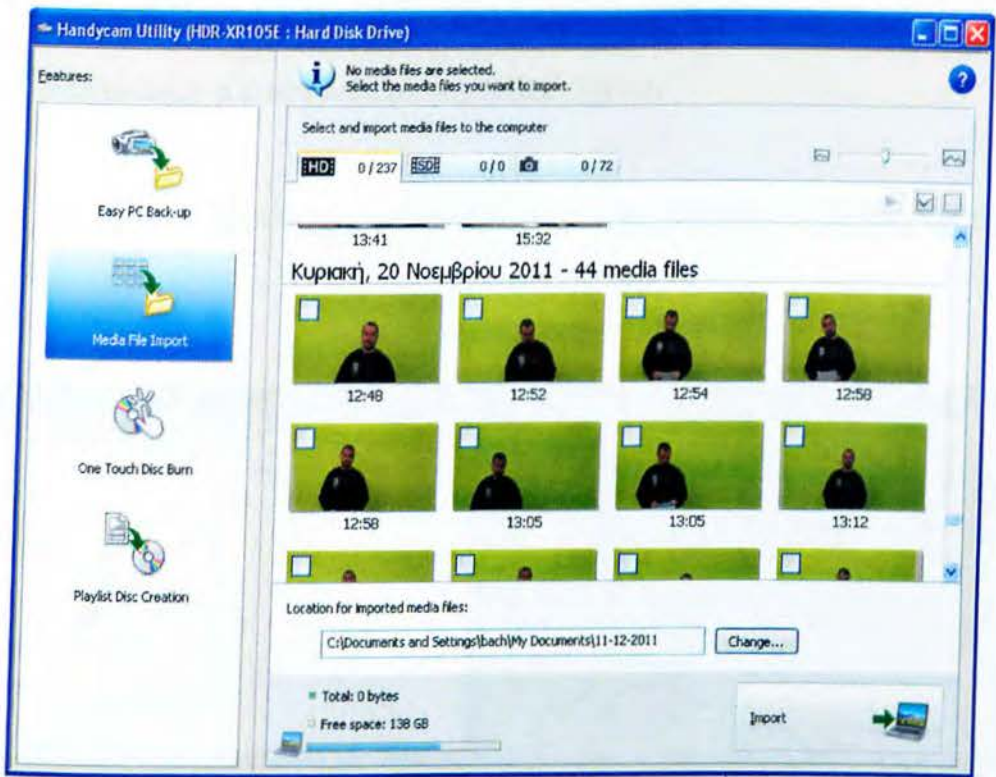 Handycam Utility (HDR-XR105E : Hard Disk Drive)
Features:
Easy PC Back-up
Media File Import
One Touch Disc Burn
Playlist Disc Creation
No media files are selected.
Select the media files you want to import.
?
Select and import media files to the computer
HD 0 / 237 SD 0 / 0 0 / 72
13:41 15:32
Κυριακή, 20 Νοεμβρίου 2011 - 44 media files
12:48 12:52 12:54 12:58
12:58 13:05 13:05 13:12
Location for imported media files:
C:\Documents and Settings\bach\My Documents\11-12-2011 Change...
Total: 0 bytes
Free space: 138 GB
Import